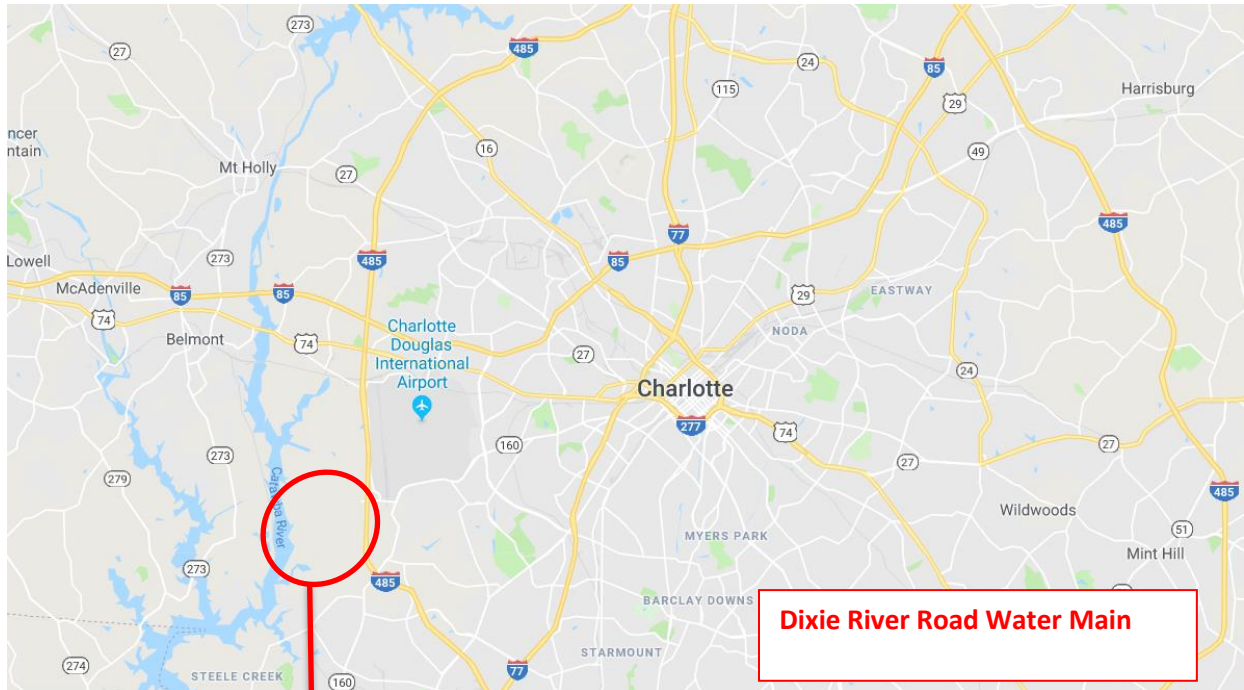 273
485
27
24
85
115
Harrisburg
29
ncer
ntain
16
49
Mt Holly
27
485
77
273
485
Lowell
85
McAdenville
85
85
29
EASTWAY
74
Charlotte
Douglas
International
Airport
NODA
Belmont
74
27
24
Charlotte
277
74
160
27
27
273
279
Catawba River
485
Wildwoods
51
MYERS PARK
Mint Hill
273
485
BARCLAY DOWNS
Dixie River Road Water Main
274
STARMOUNT
STEELE CREEK
77
160